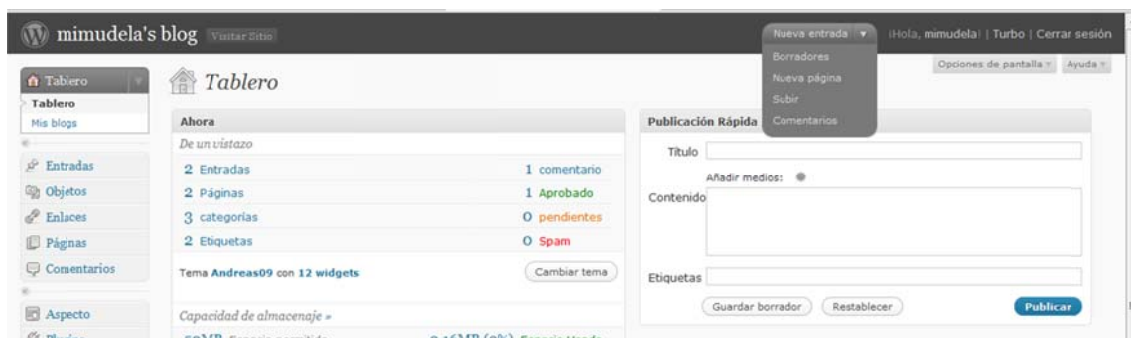 mimudela's blog Visitar Sitio
Nueva entrada
¡Hola, mimudela! | Turbo | Cerrar sesión
Borradores
Nueva página
Subir
Comentarios
Opciones de pantalla
Ayuda
Tablero
Tablero
Mis blogs
Entradas
Objetos
Enlaces
Págnas
Comentarios
Aspecto
Tablero
Ahora
De un vistazo
2 Entradas 1 comentario
2 Páginas 1 Aprobado
3 categorías 0 pendientes
2 Etiquetas 0 Spam
Tema Andreas09 con 12 widgets Cambiar tema
Capacidad de almacenaje »
Publicación Rápida
Título
Añadir medios:
Contenido
Etiquetas
Guardar borrador Restablecer Publicar